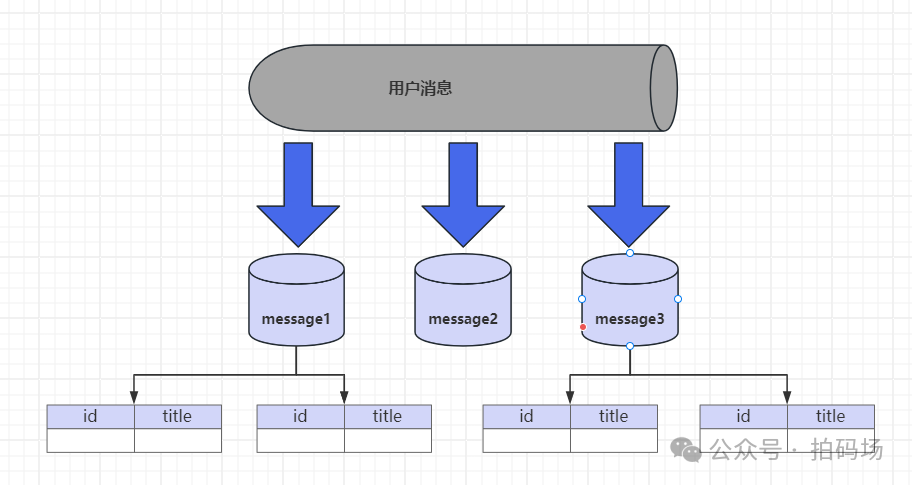 用户消息
message1
message2
message3
id title
id title
id title
id title
公众号 · 拍码场